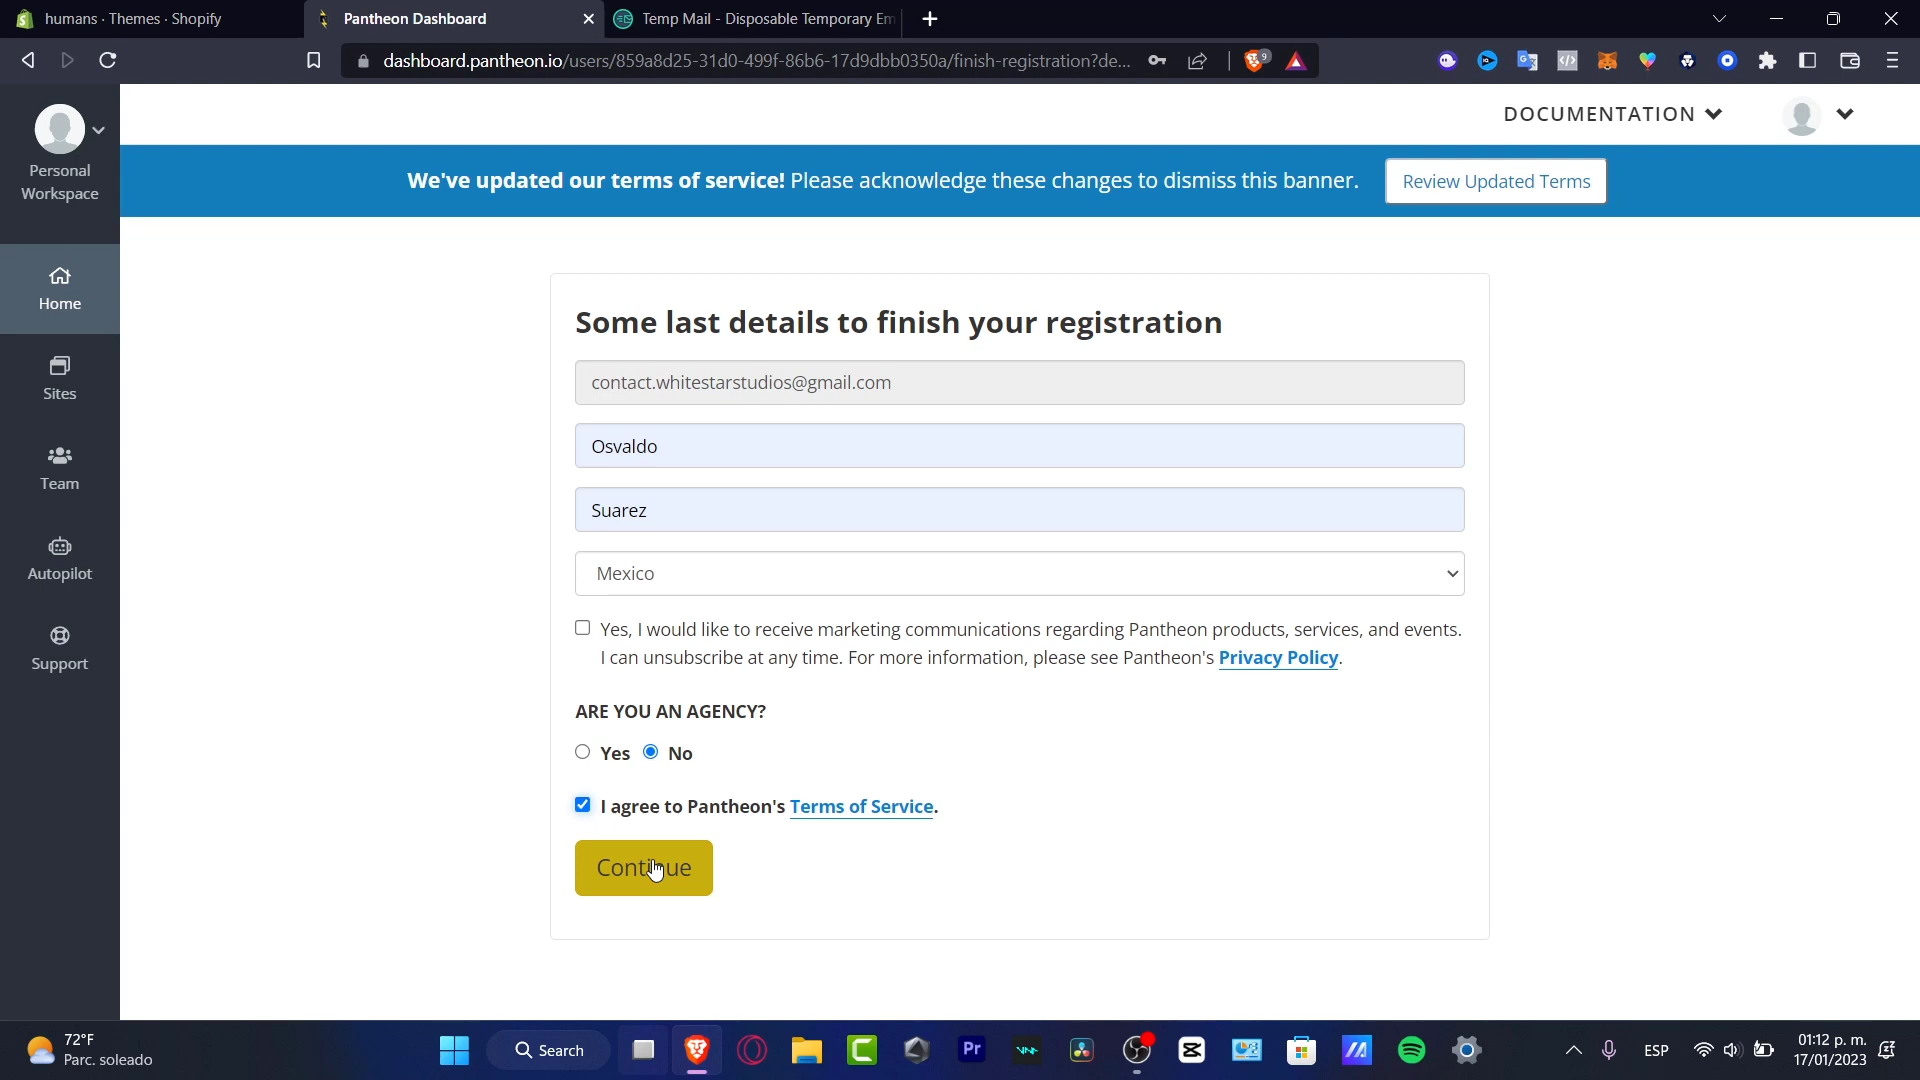 humans · Themes · Shopify
Pantheon Dashboard
Temp Mail - Disposable Temporary Em
dashboard.pantheon.io/users/859a8d25-31d0-499f-86b6-17d9dbb0350a/finish-registration?de...
9
Personal
Workspace
Home
Sites
Team
Autopilot
Support
DOCUMENTATION
We've updated our terms of service! Please acknowledge these changes to dismiss this banner.
Review Updated Terms
Some last details to finish your registration
contact.whitestarstudios@gmail.com
Osvaldo
Suarez
Mexico
Yes, I would like to receive marketing communications regarding Pantheon products, services, and events.
I can unsubscribe at any time. For more information, please see Pantheon's Privacy Policy.
ARE YOU AN AGENCY?
Yes No
I agree to Pantheon's Terms of Service.
Continue
72°F
Parc. soleado
Search
Pr
ESP
01:12 p. m.
17/01/2023